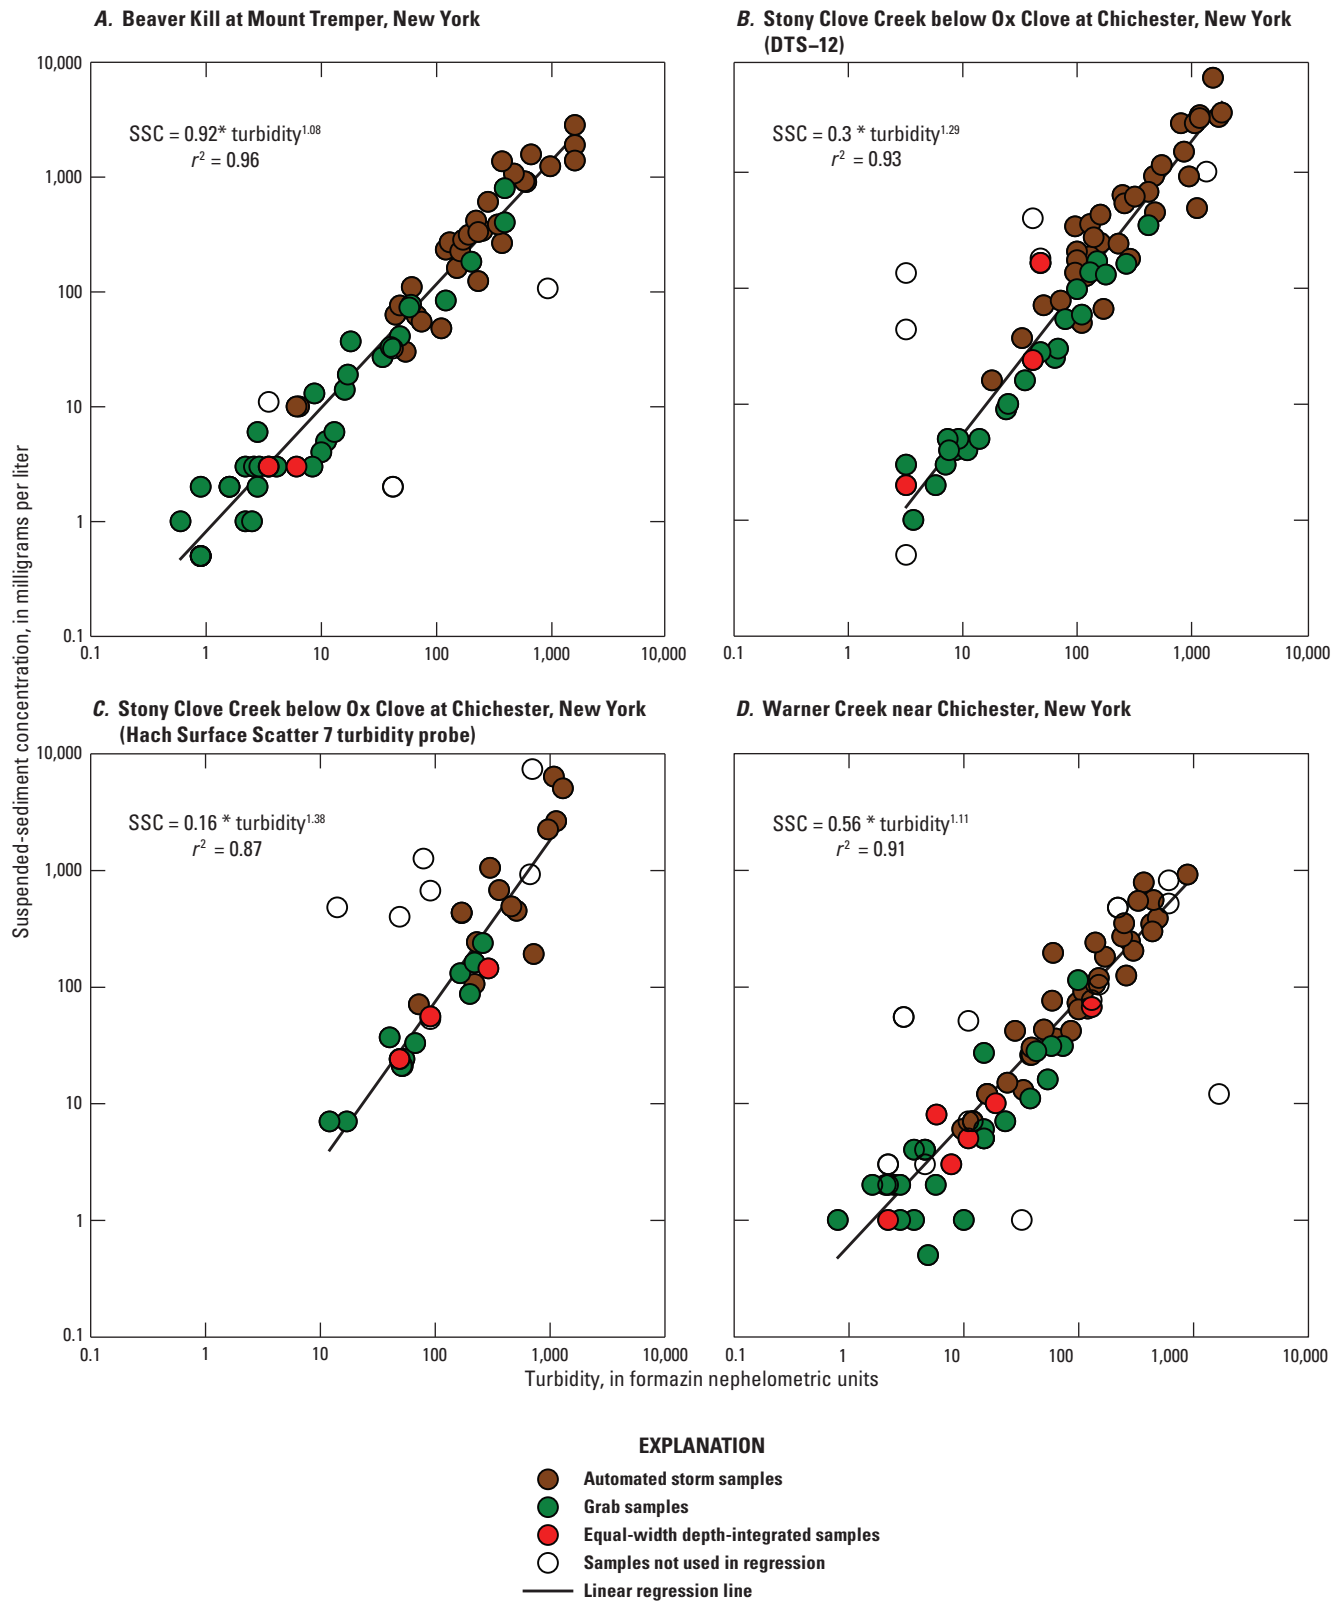 A. Beaver Kill at Mount Tremper, New York
10,000
1,000
100
10
1
0.1
SSC = 0.92* turbidity1.08
r2 = 0.96
0.1 1 10 100 1,000 10,000
B. Stony Clove Creek below Ox Clove at Chichester, New York
(DTS–12)
SSC = 0.3 * turbidity1.29
r2 = 0.93
0.1 1 10 100 1,000 10,000
Suspended-sediment concentration, in milligrams per liter
C. Stony Clove Creek below Ox Clove at Chichester, New York
(Hach Surface Scatter 7 turbidity probe)
10,000
1,000
100
10
1
0.1
SSC = 0.16 * turbidity1.38
r2 = 0.87
0.1 1 10 100 1,000 10,000
D. Warner Creek near Chichester, New York
SSC = 0.56 * turbidity1.11
r2 = 0.91
0.1 1 10 100 1,000 10,000
Turbidity, in formazin nephelometric units
EXPLANATION
Automated storm samples
Grab samples
Equal-width depth-integrated samples
Samples not used in regression
Linear regression line